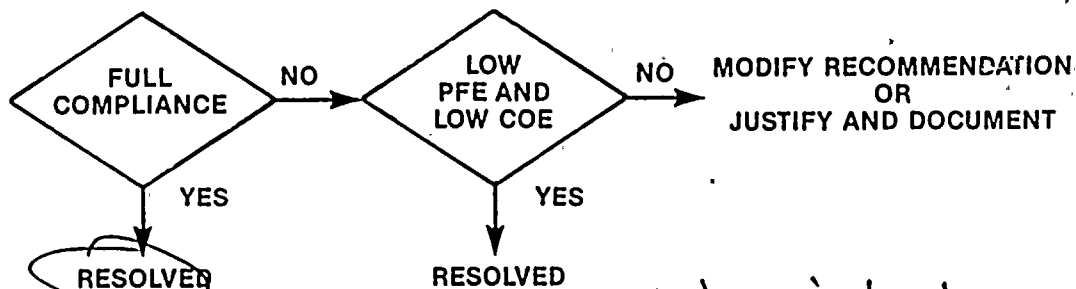 FULL
COMPLIANCE
NO
LOW
PFE AND
LOW COE
NO
MODIFY RECOMMENDATION
OR
JUSTIFY AND DOCUMENT
YES
YES
RESOLVED
RESOLVED